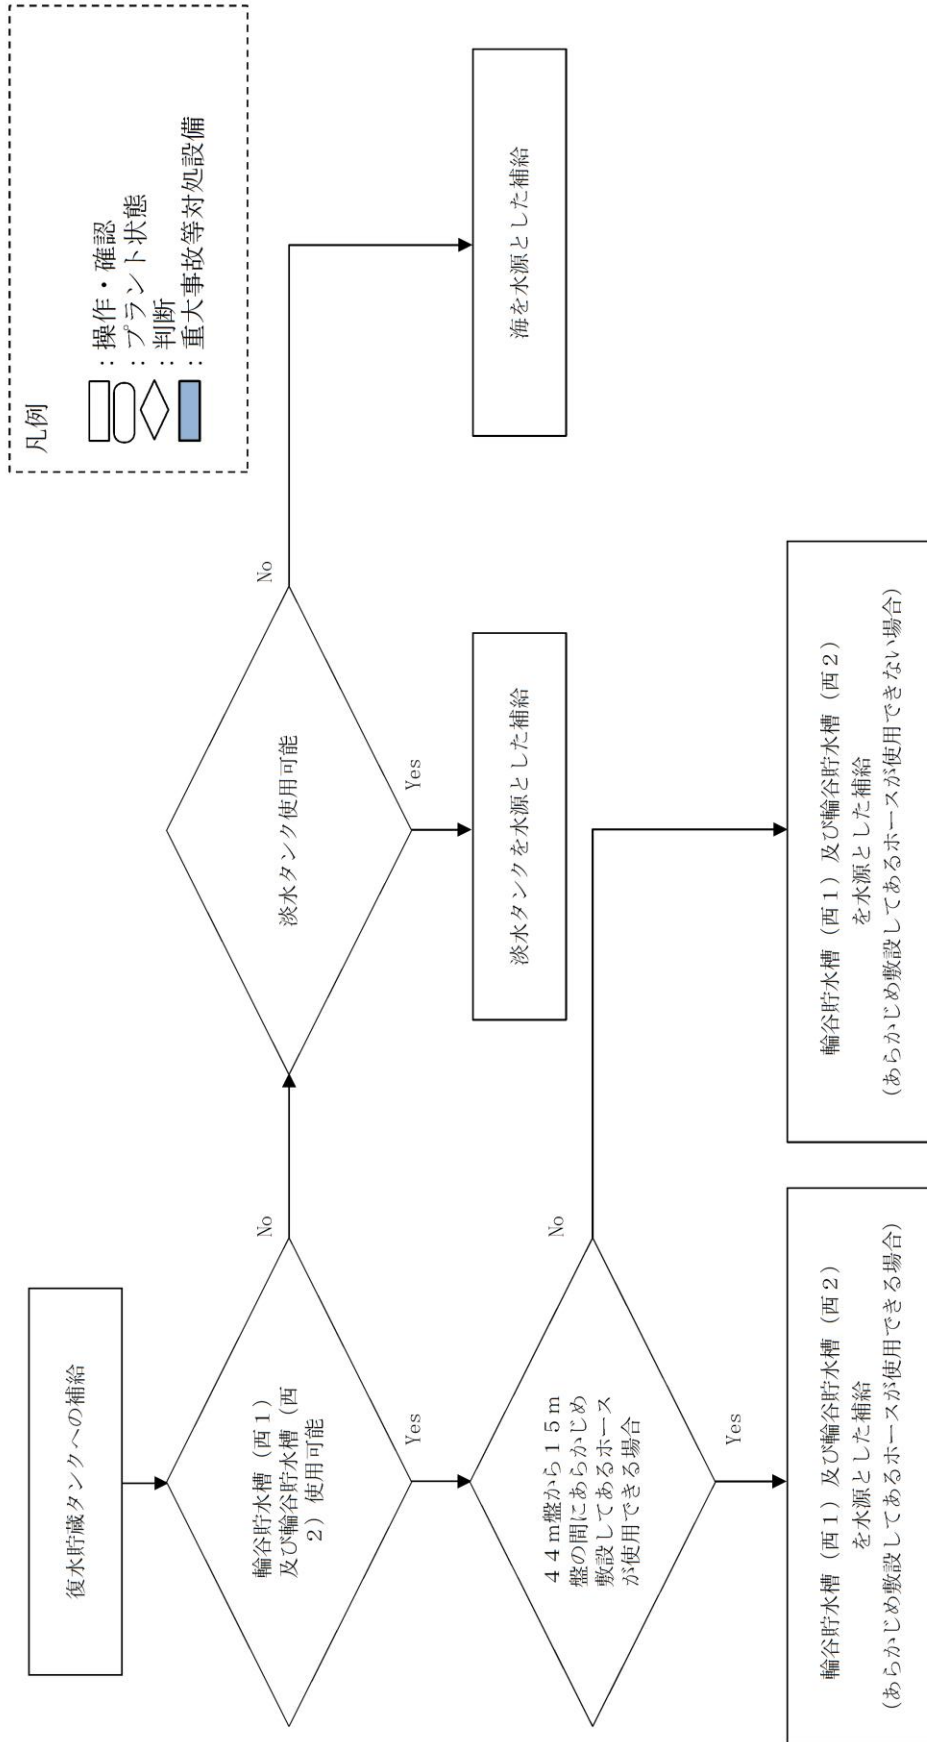 凡例
：操作・確認
：プラント状態
：判断
：重大事故等対処設備
復水貯蔵タンクへの補給
輪谷貯水槽（西１）
及び輪谷貯水槽（西
２）使用可能
No
Yes
淡水タンク使用可能
No
Yes
海を水源とした補給
淡水タンクを水源とした補給
４４ｍ盤から１５ｍ
盤の間にあらかじめ
敷設してあるホース
が使用できる場合
No
Yes
輪谷貯水槽（西１）及び輪谷貯水槽（西２）
を水源とした補給
（あらかじめ敷設してあるホースが使用できる場合）
輪谷貯水槽（西１）及び輪谷貯水槽（西２）
を水源とした補給
（あらかじめ敷設してあるホースが使用できない場合）